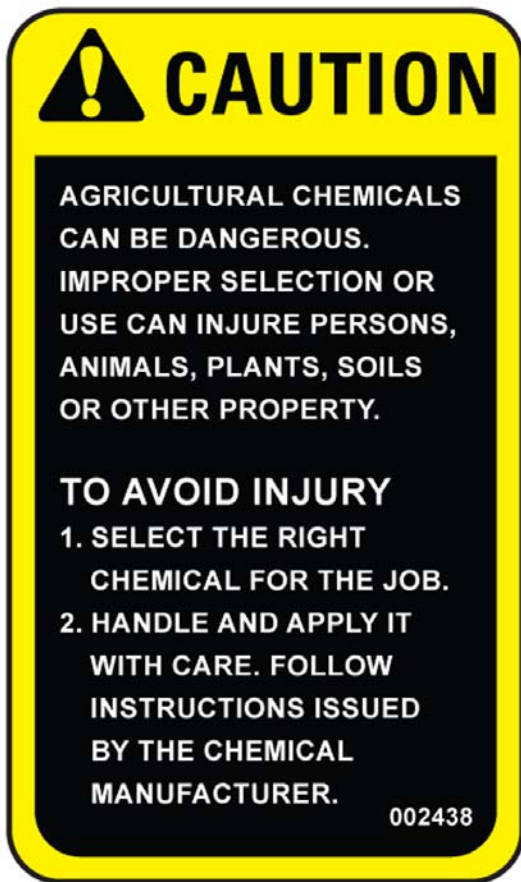 CAUTION
AGRICULTURAL CHEMICALS
CAN BE DANGEROUS.
IMPROPER SELECTION OR
USE CAN INJURE PERSONS,
ANIMALS, PLANTS, SOILS
OR OTHER PROPERTY.
TO AVOID INJURY
1. SELECT THE RIGHT
CHEMICAL FOR THE JOB.
2. HANDLE AND APPLY IT
WITH CARE. FOLLOW
INSTRUCTIONS ISSUED
BY THE CHEMICAL
MANUFACTURER.
002438